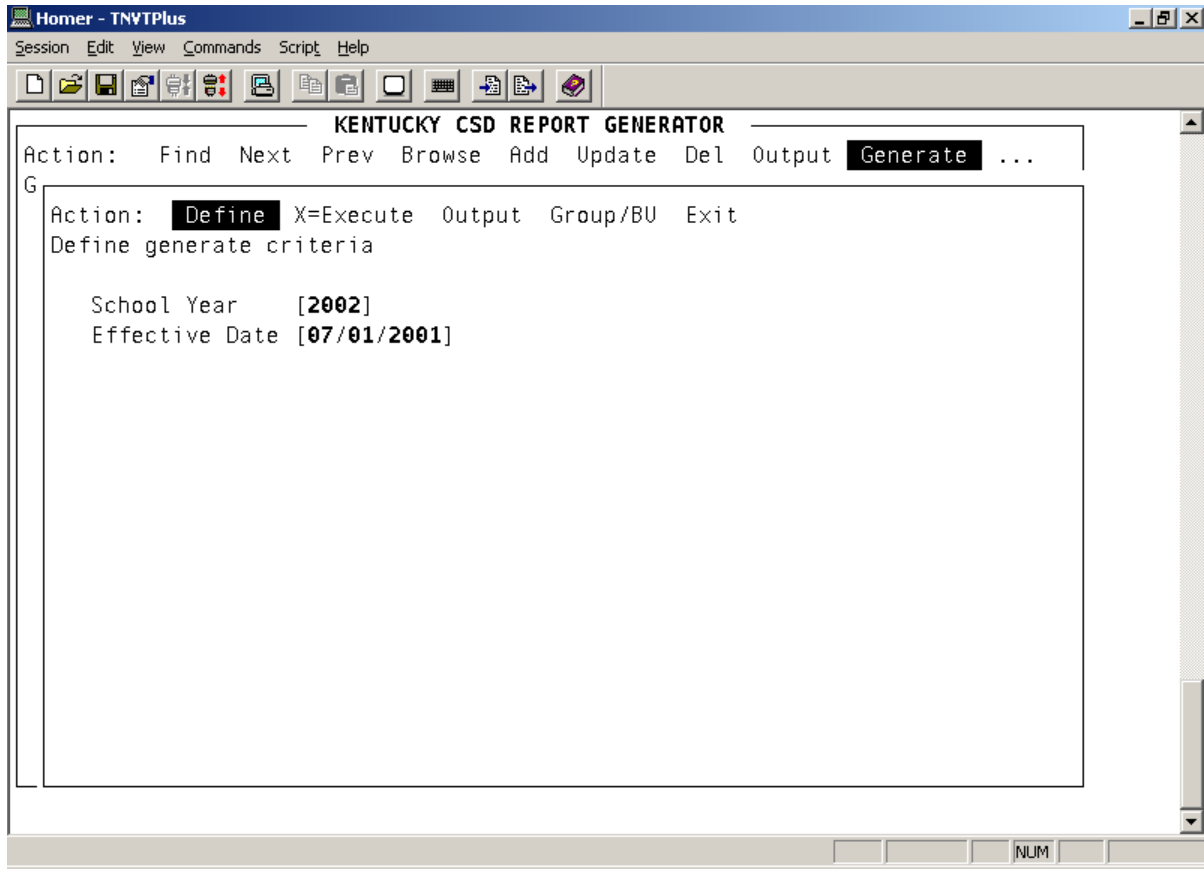 Homer - TNVTPlus
Session Edit View Commands Script Help
KENTUCKY CSD REPORT GENERATOR
Action: Find Next Prev Browse Add Update Del Output Generate ...
G
Action: Define X=Execute Output Group/BU Exit
Define generate criteria
School Year [2002]
Effective Date [07/01/2001]
NUM